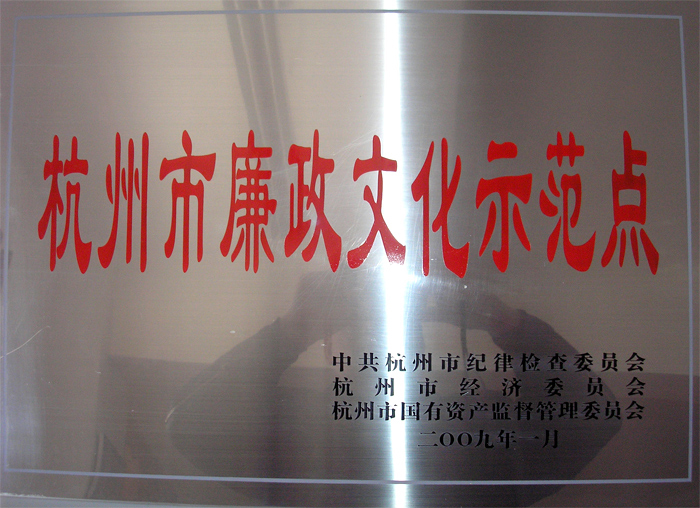 杭州市廉政文化示范点
中共杭州市纪律检查委员会
杭州市经济委员会
杭州市国有资产监督管理委员会
二OO九年一月